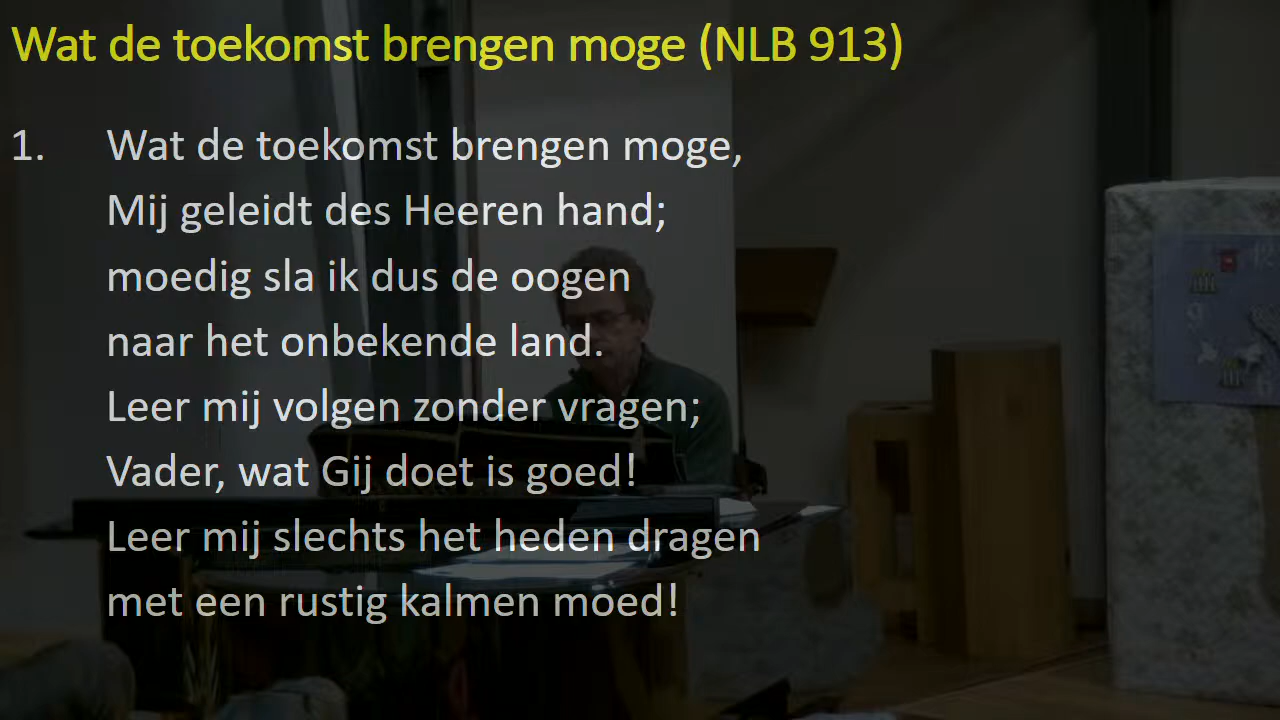 Wat de toekomst brengen moge (NLB 913)
1. Wat de toekomst brengen moge,
Mij geleidt des Heeren hand;
moedig sla ik dus de oogen
naar het onbekende land.
Leer mij volgen zonder vragen;
Vader, wat Gij doet is goed!
Leer mij slechts het heden dragen
met een rustig kalmen moed!